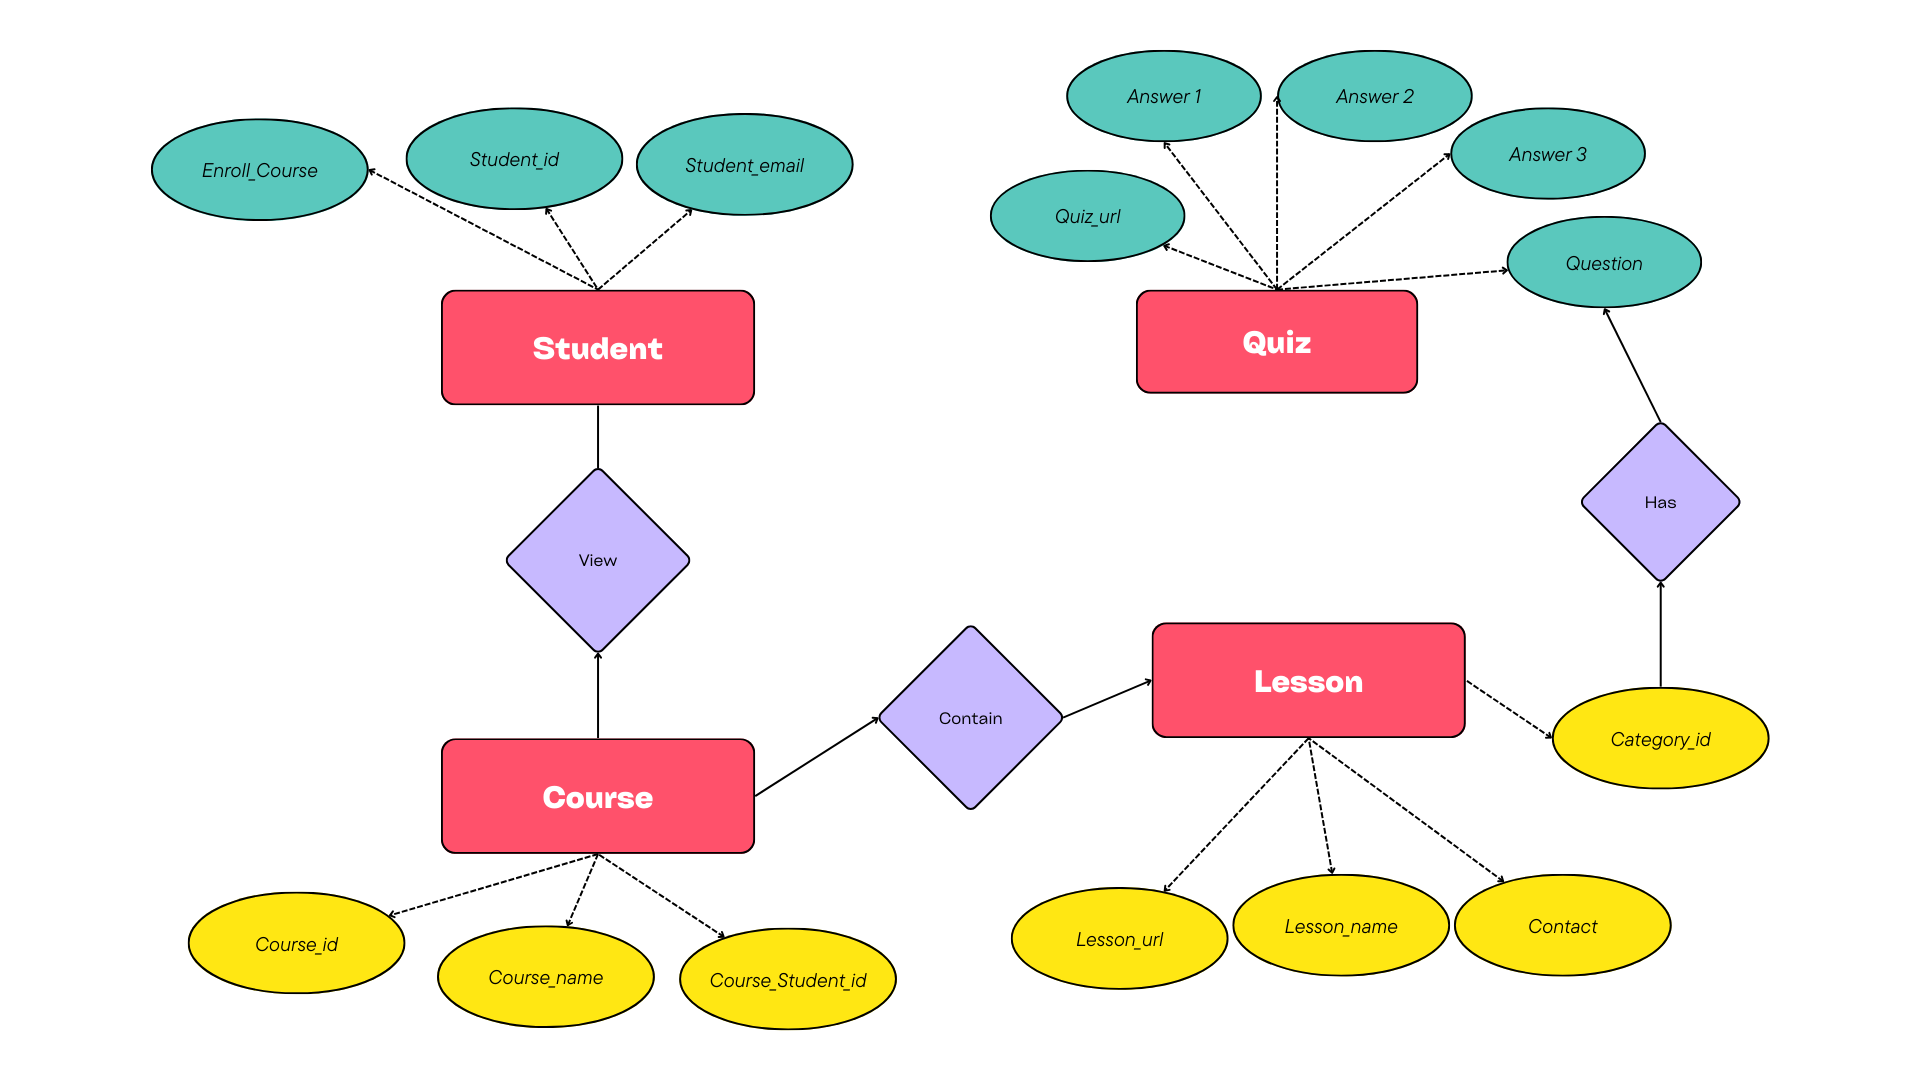 Answer 1
Answer 2
Enroll_Course
Student_id
Student_email
Answer 3
Quiz_url
Question
Student
Quiz
View
Has
Contain
Lesson
Category_id
Course
Course_id
Course_name
Course_Student_id
Lesson_url
Lesson_name
Contact